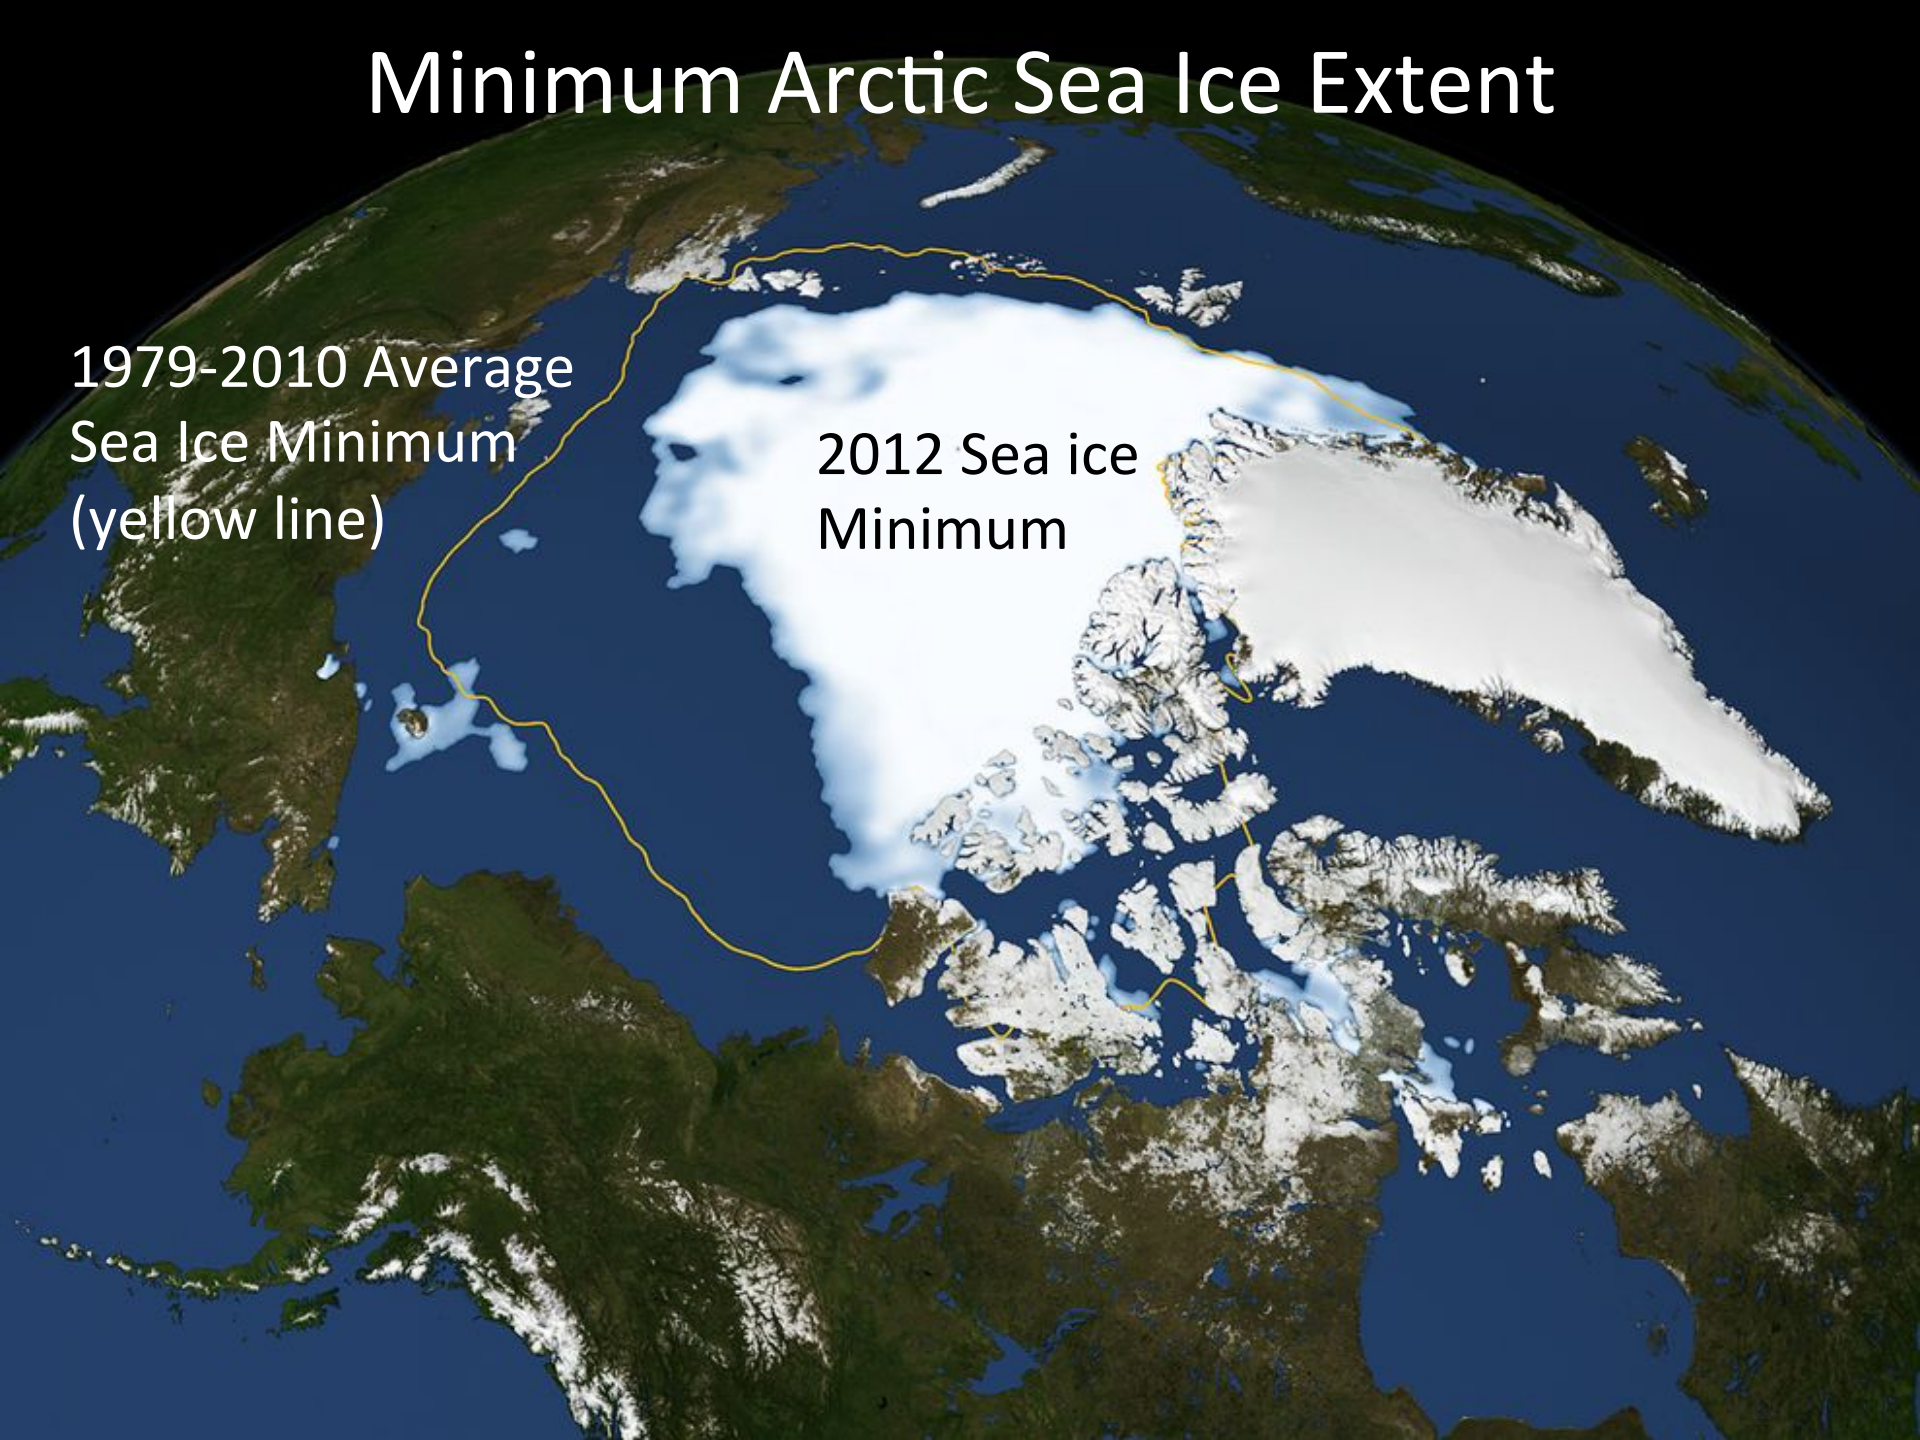 Minimum Arctic Sea Ice Extent
1979-2010 Average
Sea Ice Minimum
(yellow line)
2012 Sea ice
Minimum